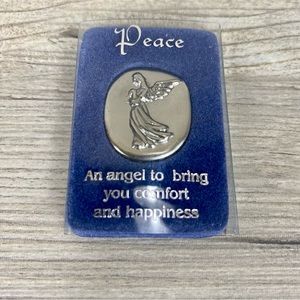 Peace
An angel to bring
you comfort
and happiness